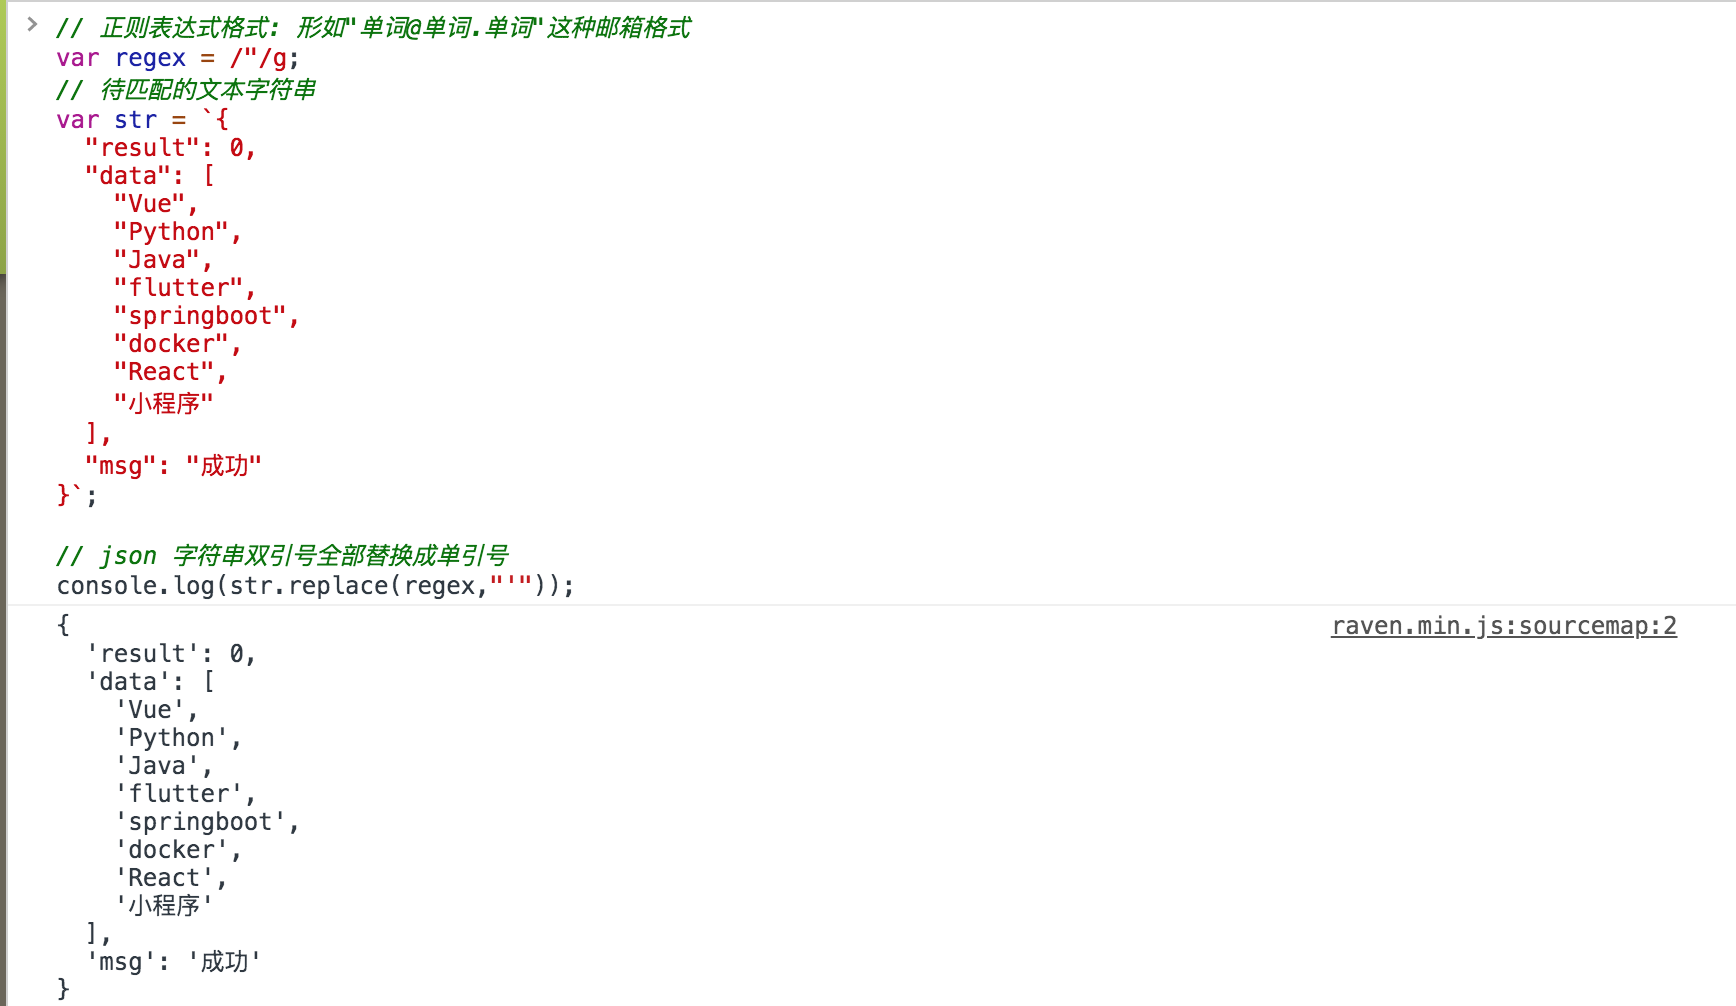 > // 正则表达式格式: 形如"单词@单词.单词"这种邮箱格式
var regex = /"/g;
// 待匹配的文本字符串
var str = `{
  "result": 0,
  "data": [
    "Vue",
    "Python",
    "Java",
    "flutter",
    "springboot",
    "docker",
    "React",
    "小程序"
  ],
  "msg": "成功"
}`;
// json 字符串双引号全部替换成单引号
console.log(str.replace(regex,"'"));
{ raven.min.js:sourcemap:2
  'result': 0,
  'data': [
    'Vue',
    'Python',
    'Java',
    'flutter',
    'springboot',
    'docker',
    'React',
    '小程序'
  ],
  'msg': '成功'
}